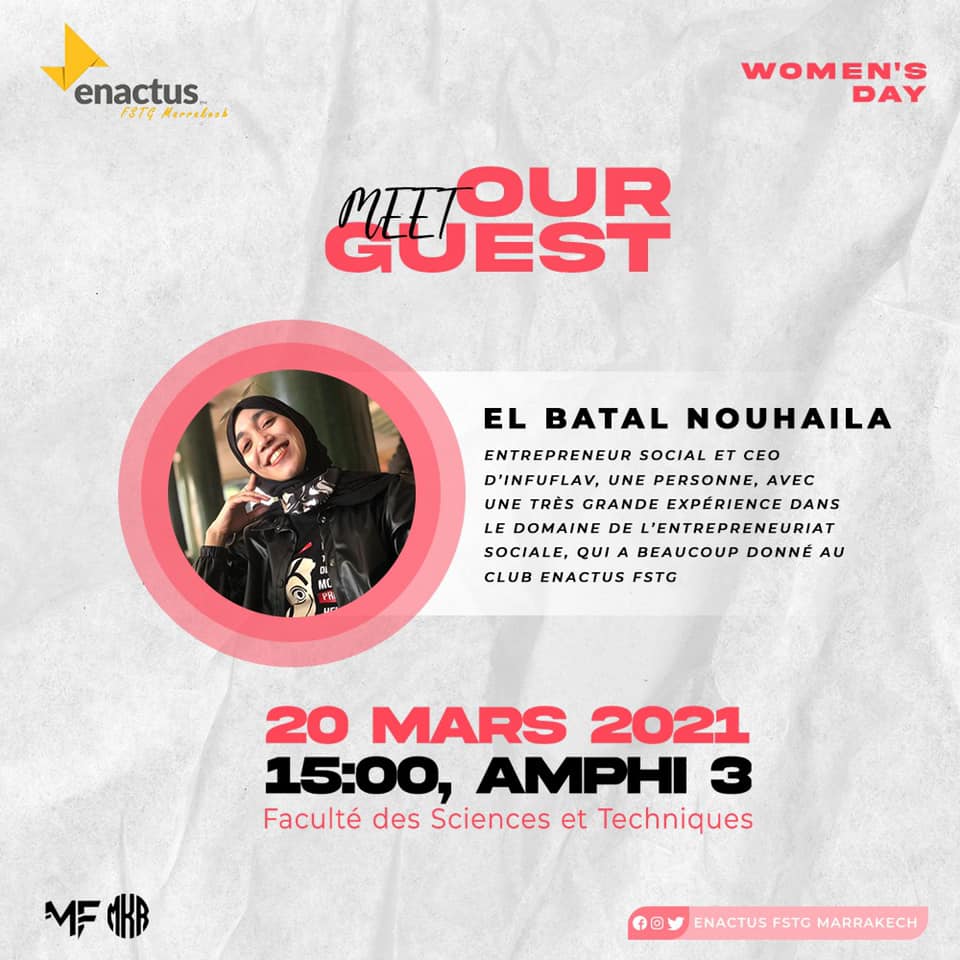 enactus
FSTG Marrakech
WOMEN'S
DAY
MEET OUR
GUEST
EL BATAL NOUHAILA
ENTREPRENEUR SOCIAL ET CEO
D'INFUFLAV, UNE PERSONNE, AVEC
UNE TRÈS GRANDE EXPÉRIENCE DANS
LE DOMAINE DE L'ENTREPRENEURIAT
SOCIALE, QUI A BEAUCOUP DONNÉ AU
CLUB ENACTUS FSTG
20 MARS 2021
15:00, AMPHI 3
Faculté des Sciences et Techniques
MF MKR
ENACTUS FSTG MARRAKECH